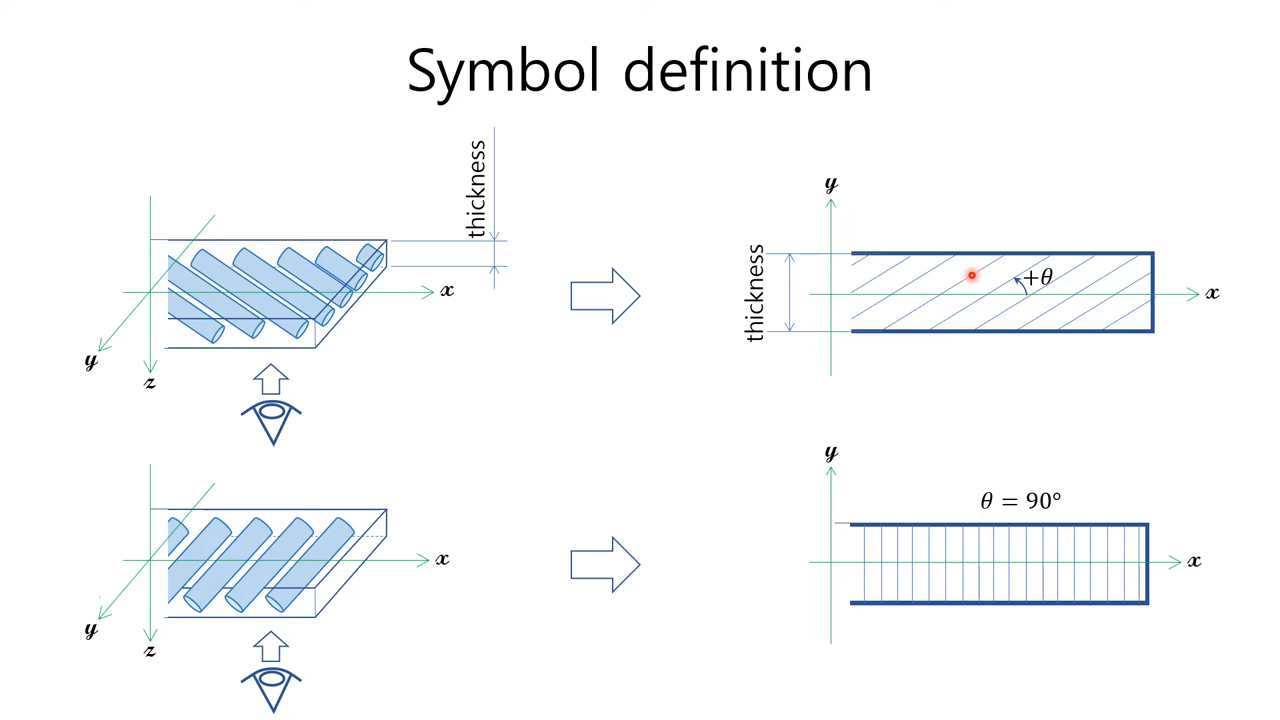 Symbol definition
thickness
x
y
z
y
thickness
+θ
x
x
y
z
y
θ = 90°
x